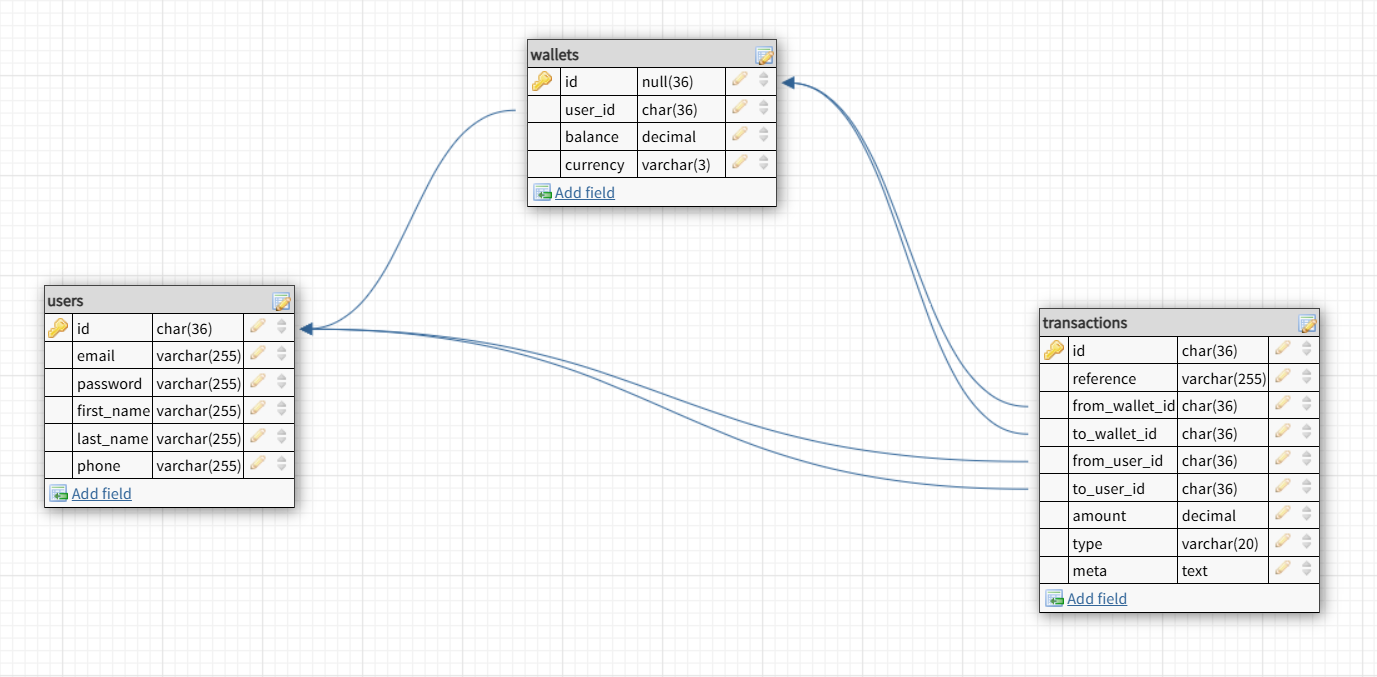 wallets
id null(36)
user_id char(36)
balance decimal
currency varchar(3)
Add field
users
id char(36)
email varchar(255)
password varchar(255)
first_name varchar(255)
last_name varchar(255)
phone varchar(255)
Add field
transactions
id char(36)
reference varchar(255)
from_wallet_id char(36)
to_wallet_id char(36)
from_user_id char(36)
to_user_id char(36)
amount decimal
type varchar(20)
meta text
Add field